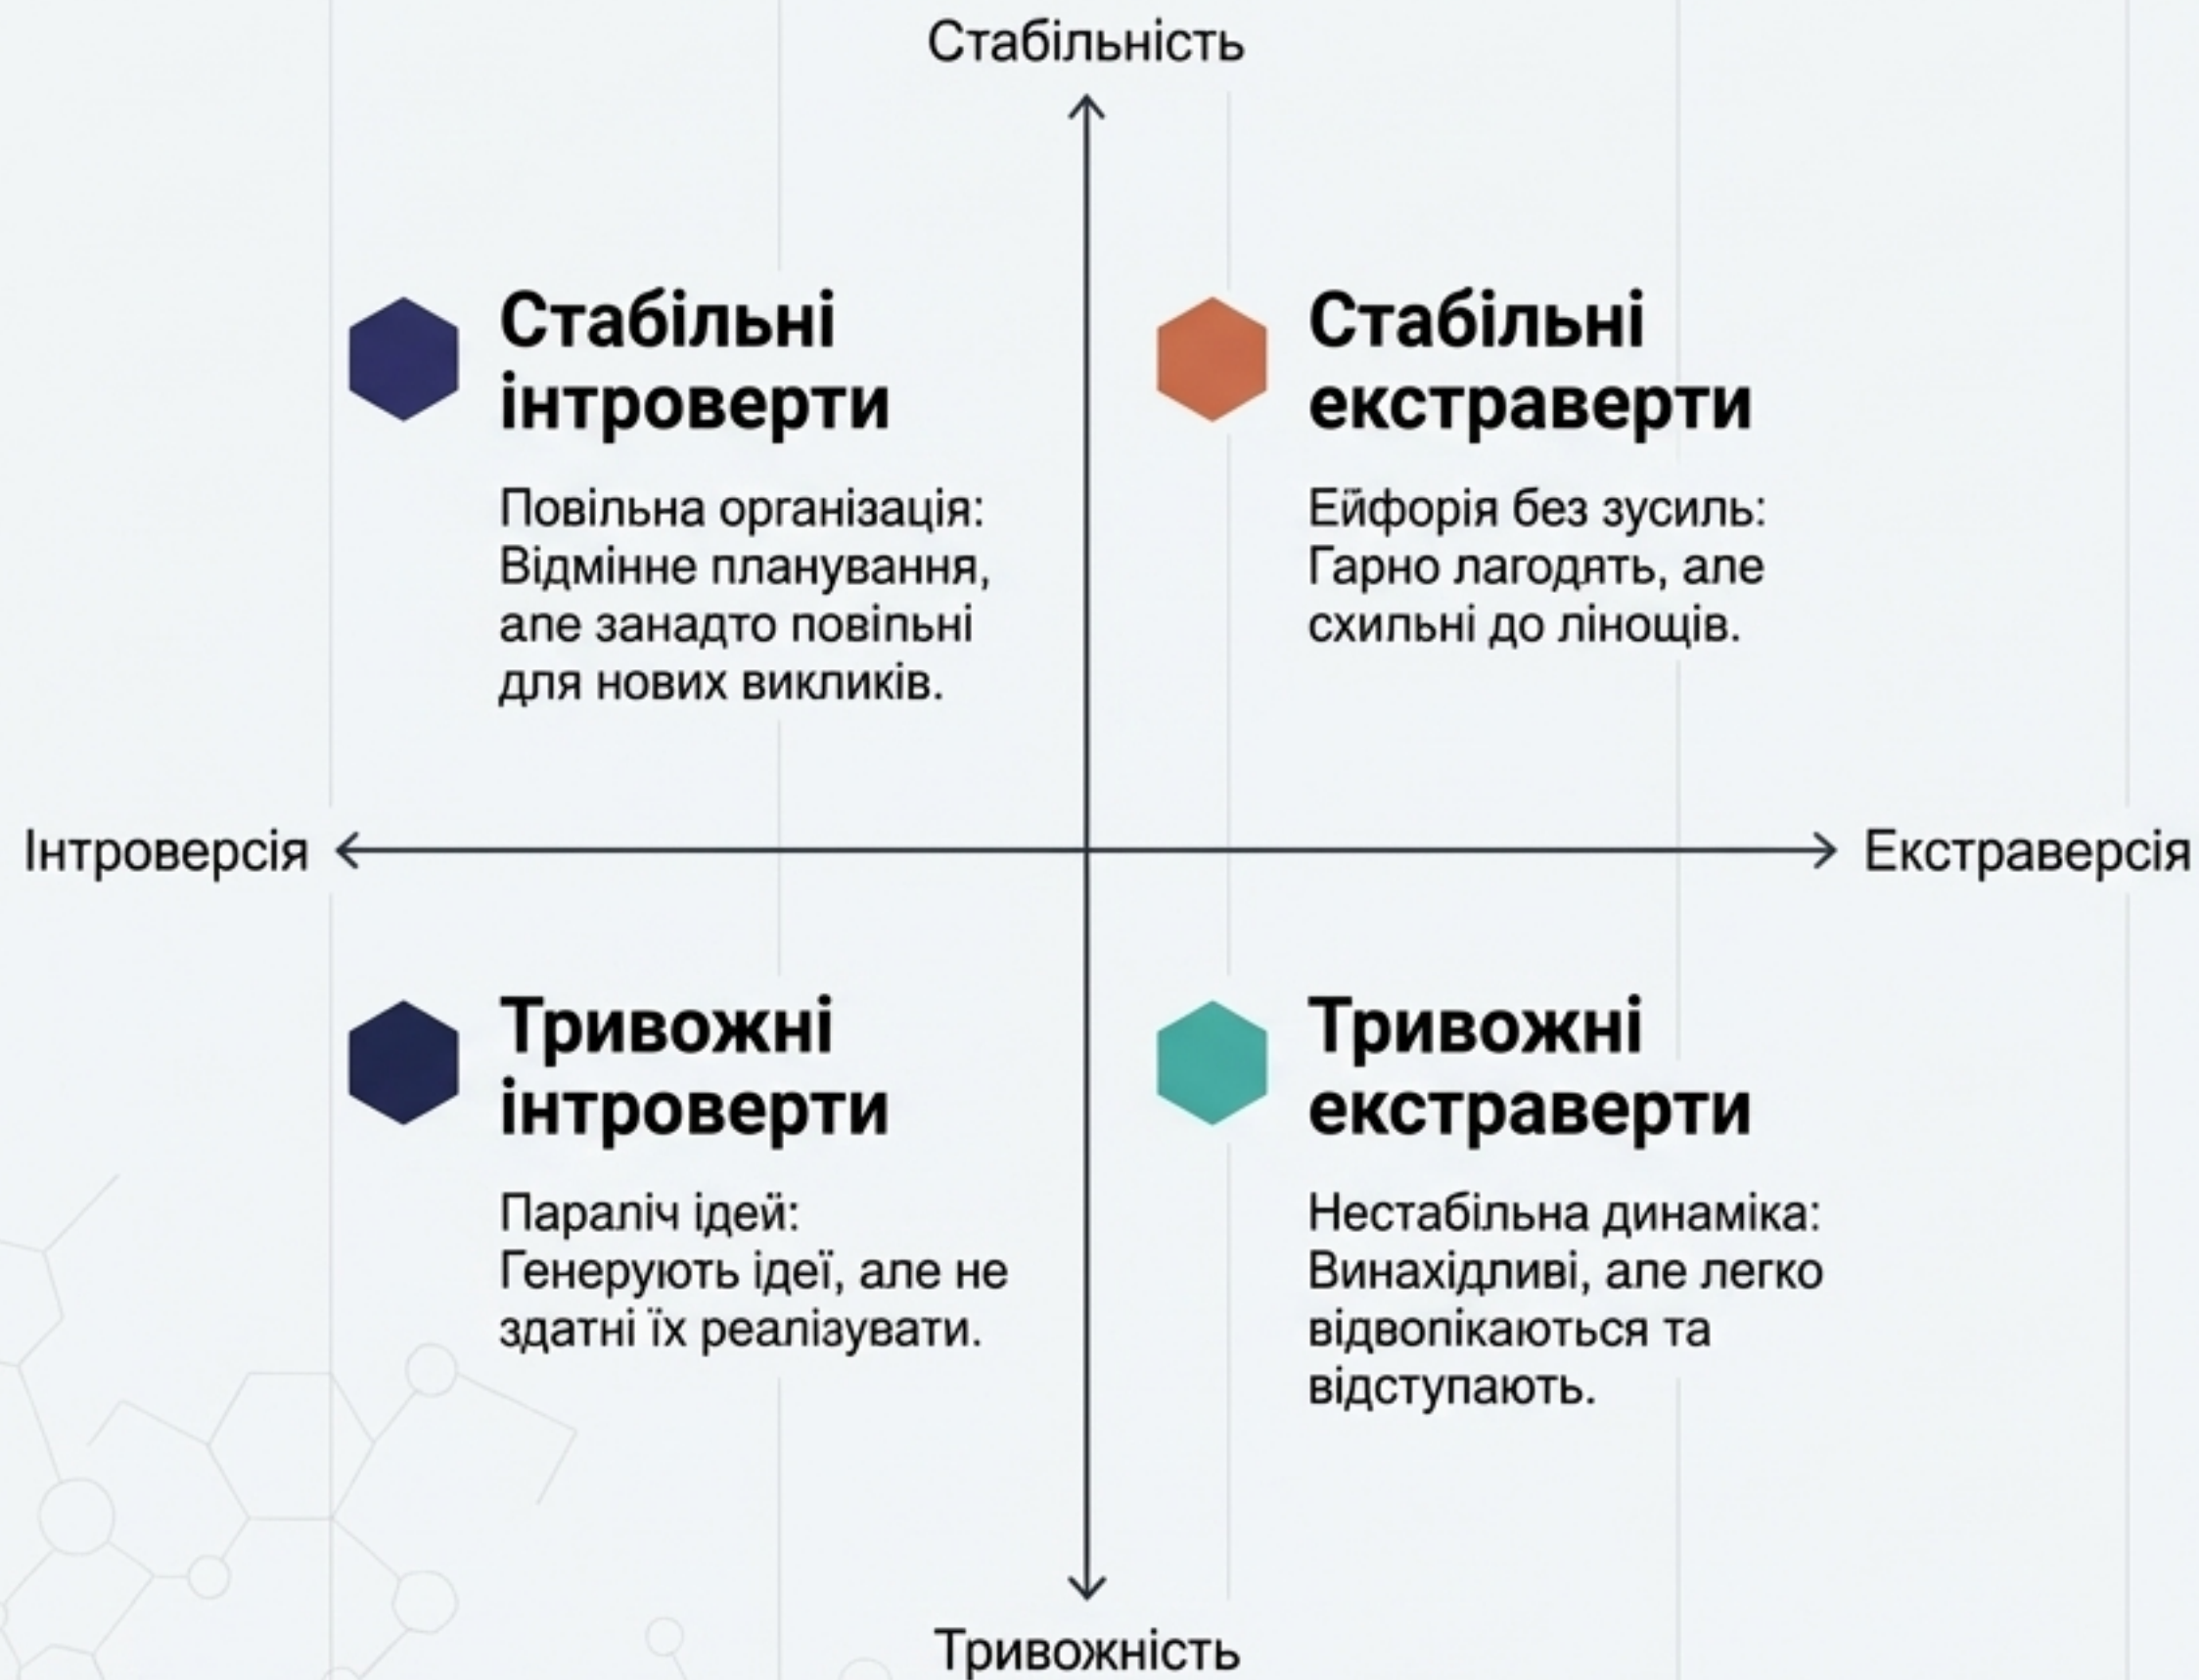 Стабільність
Стабільні
інтроверти
Повільна організація:
Відмінне планування,
але занадто повільні
для нових викликів.
Стабільні
екстраверти
Ейфорія без зусиль:
Гарно лагодять, але
схильні до лінощів.
Інтроверсія
Екстраверсія
Тривожні
інтроверти
Параліч ідей:
Генерують ідеї, але не
здатні їх реалізувати.
Тривожні
екстраверти
Нестабільна динаміка:
Винахідливі, але легко
відволікаються та
відступають.
Тривожність